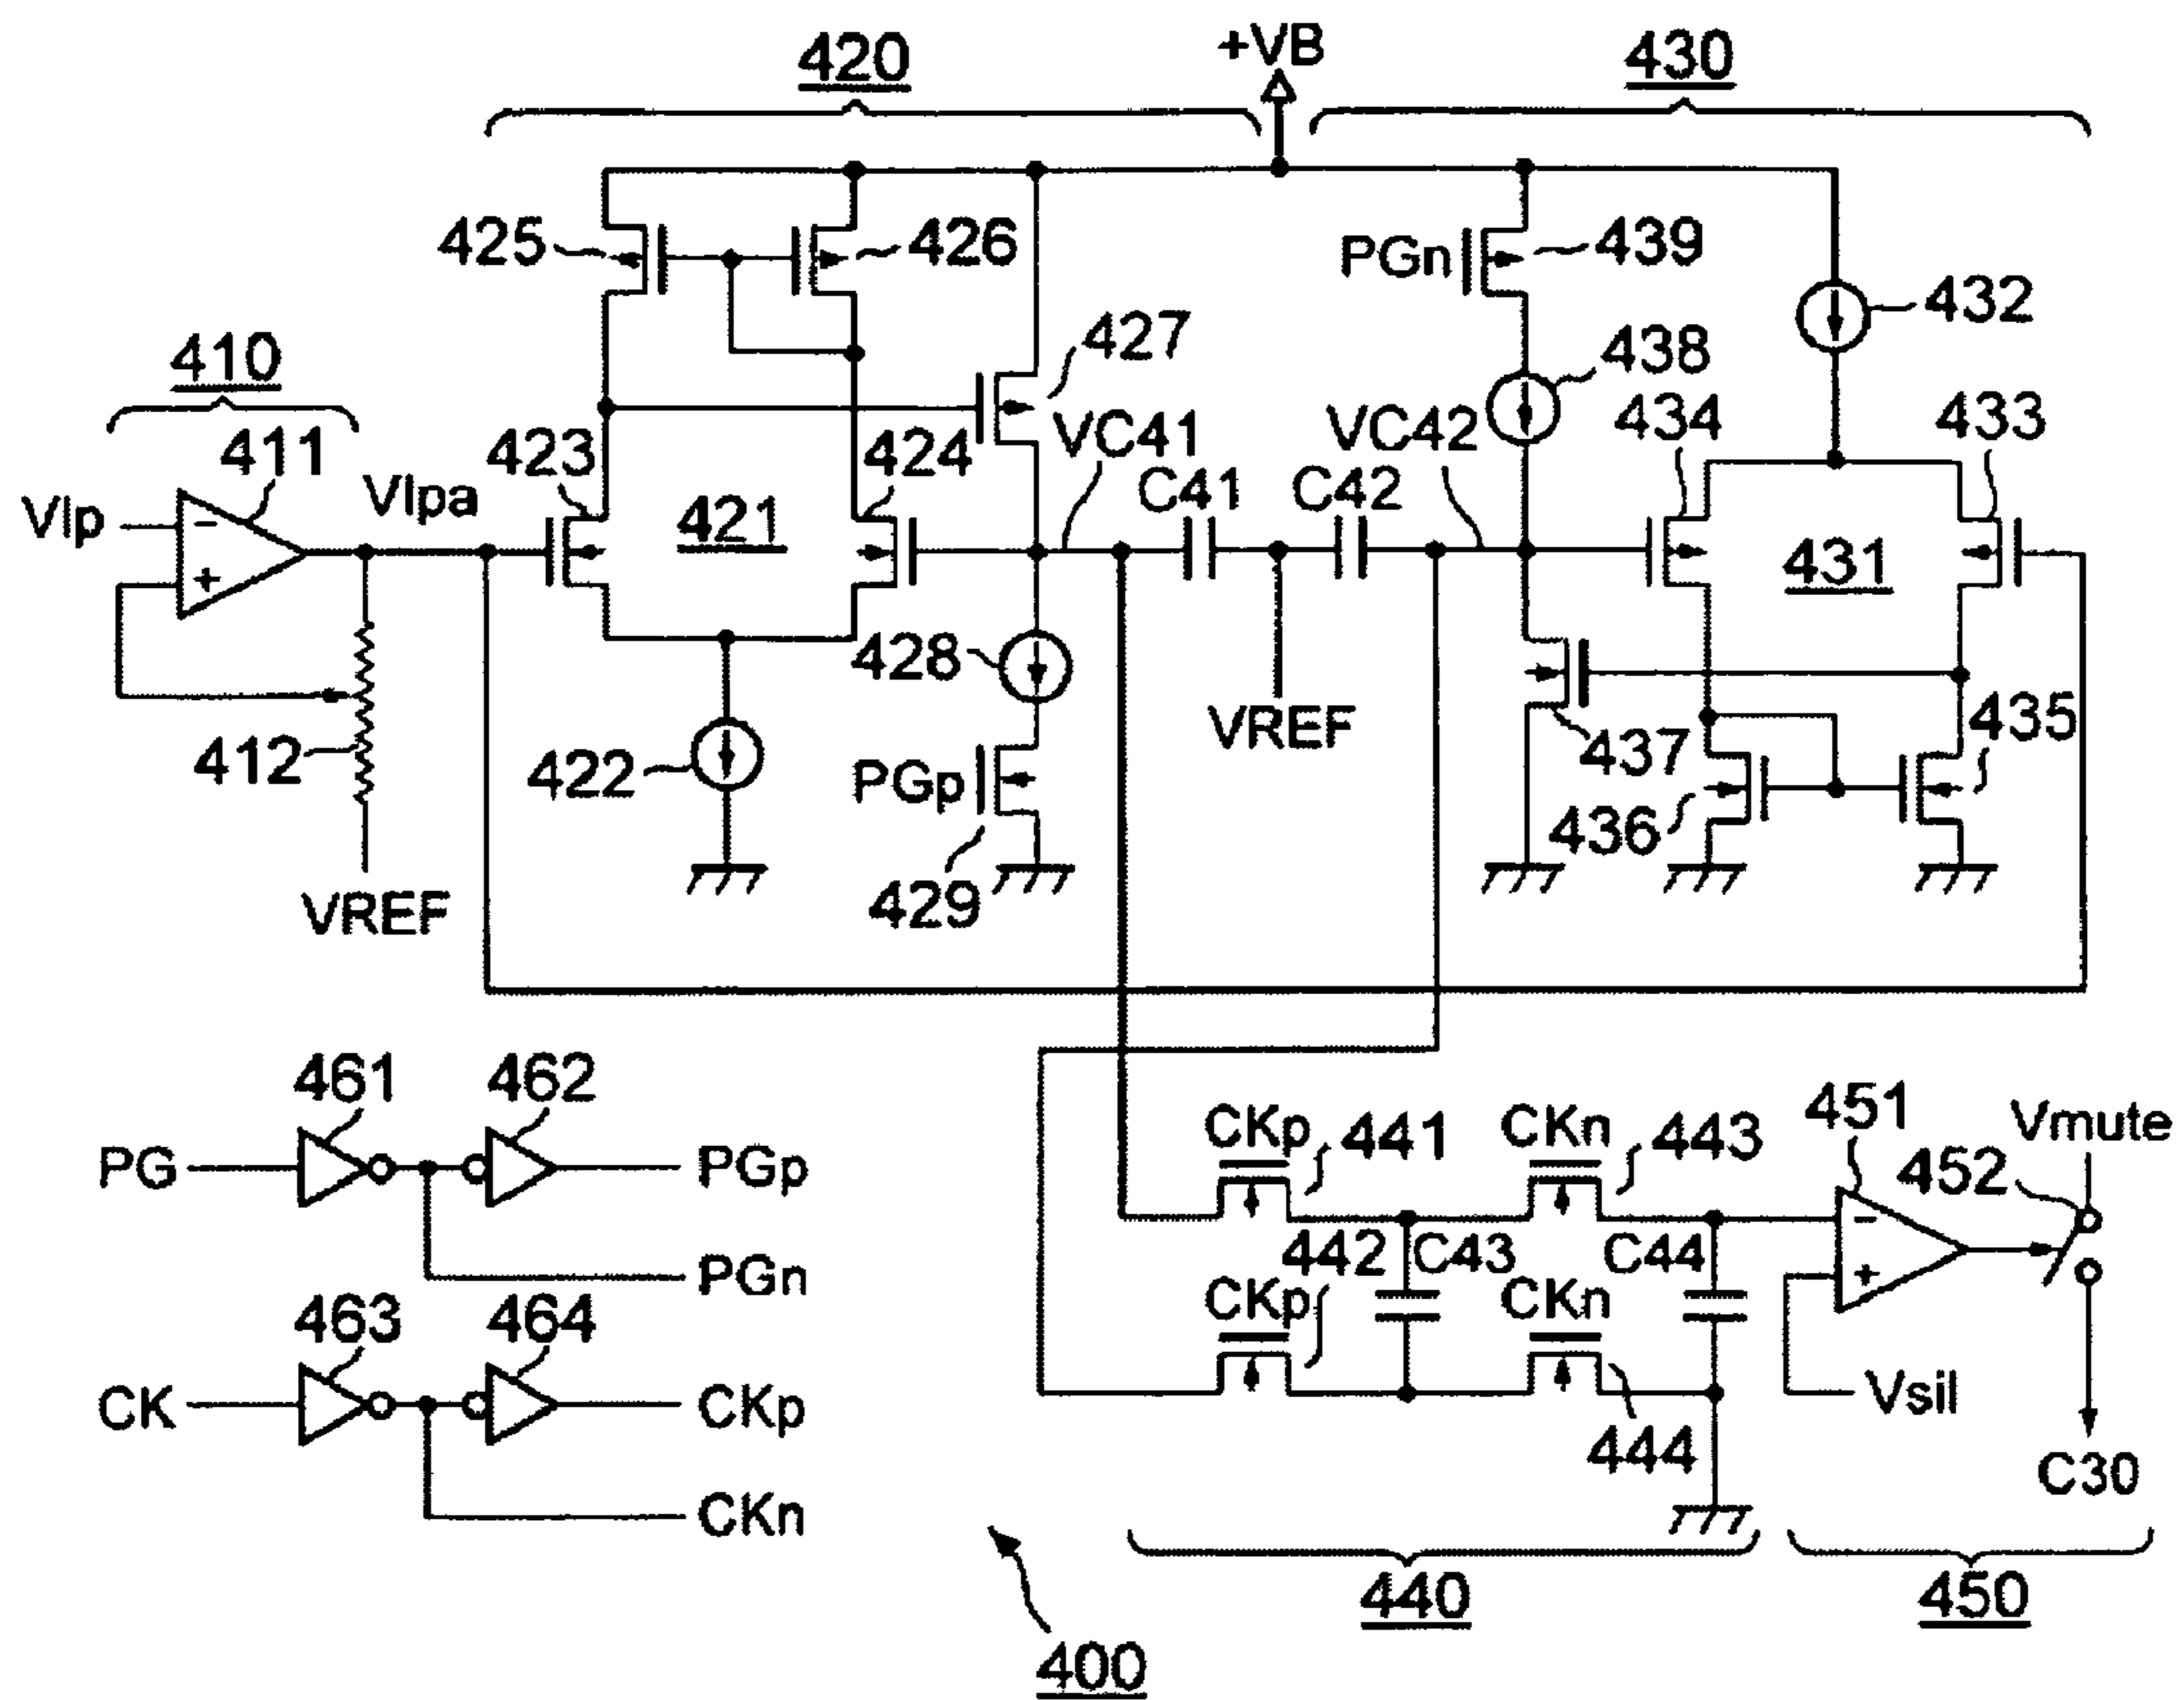 +VB
420
430
425
426
PGn
439
432
410
427
438
411
423
424
VC41
VC42
434
433
VIp
VIpa
421
C41
C42
431
428
VREF
412
422
PGp
437
435
436
429
VREF
461
462
PG
PGp
PGn
463
464
CK
CKp
CKn
CKp
441
CKn
443
451
Vmute
452
442
C43
C44
CKp
CKn
Vsil
444
C30
440
450
400